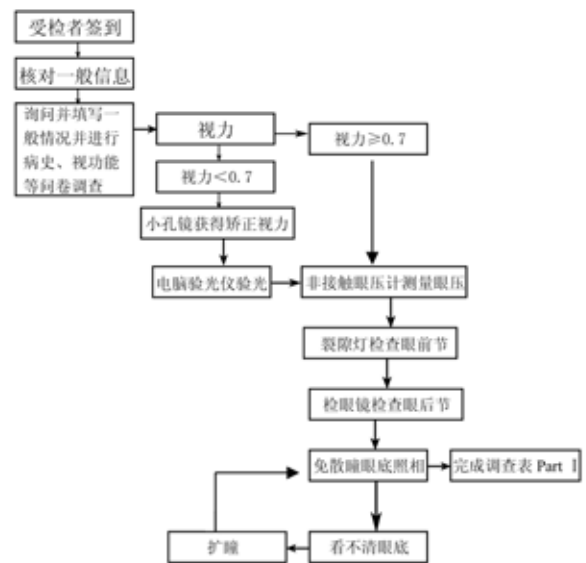 受检者签到
核对一般信息
询问并填写一
般情况并进行
病史、视功能
等问卷调查
视力
视力≥0.7
视力＜0.7
小孔镜获得矫正视力
电脑验光仪验光
非接触眼压计测量眼压
裂隙灯检查眼前节
检眼镜检查眼后节
免散瞳眼底照相
完成调查表 Part Ⅰ
扩瞳
看不清眼底